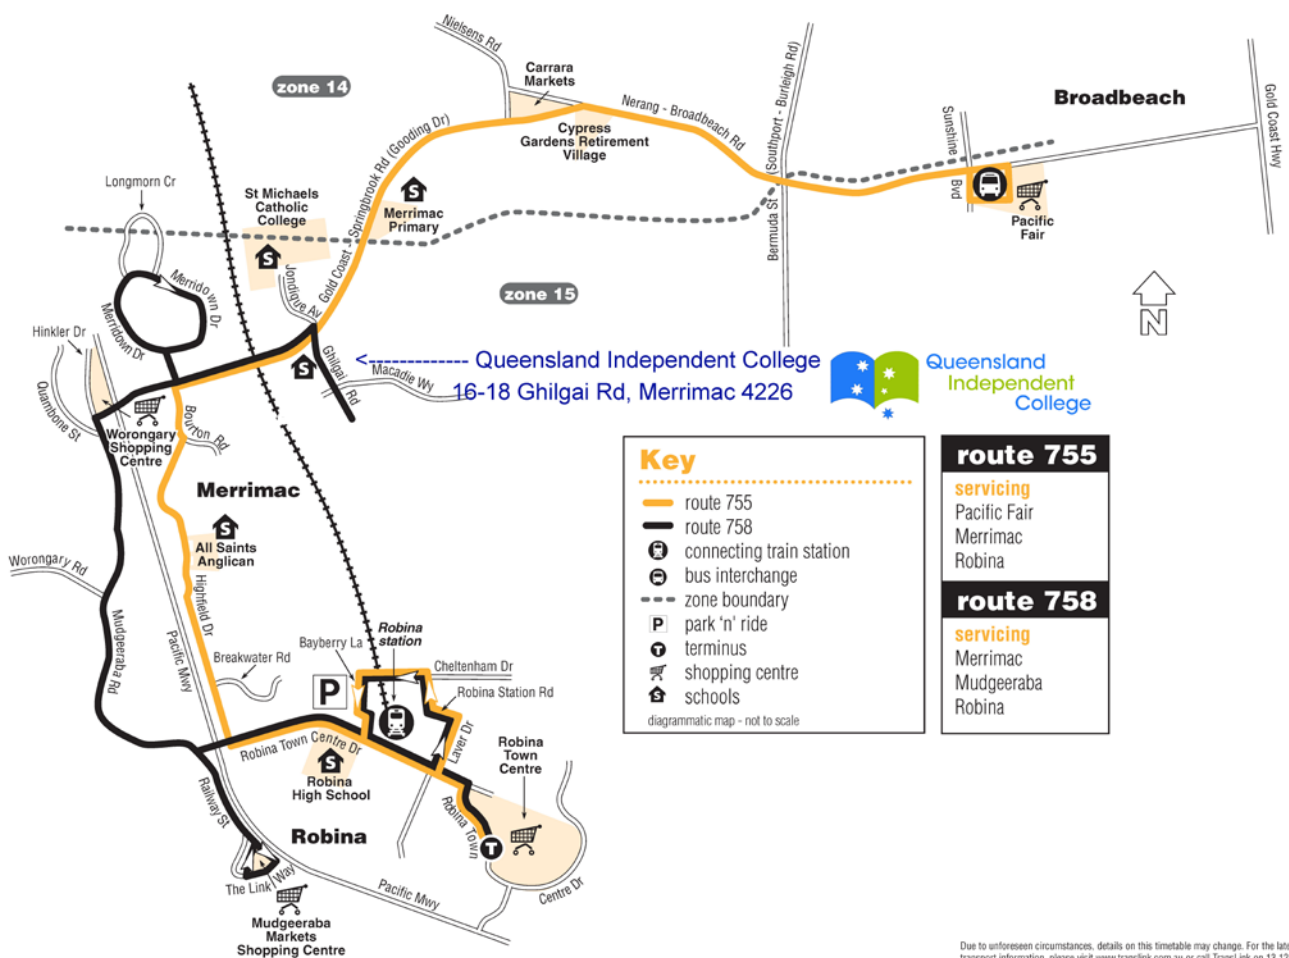 zone 14
Nielsens Rd
Carrara
Markets
Nerang - Broadbeach Rd
Cypress
Gardens Retirement
Village
Bermuda St (Southport - Burleigh Rd)
Broadbeach
Sunshine
Blvd
Gold Coast Hwy
Pacific
Fair
Longmorn Cr
St Michaels
Catholic
College
S
Gold Coast - Springbrook Rd (Gooding Dr)
S
Merrimac
Primary
Jondique Av
zone 15
N
Merridown Dr
Merridown Dr
Hinkler Dr
Quambone St
Worongary
Shopping
Centre
Bourton Rd
S
Ghilgai Rd
Macadie Wy
<------------- Queensland Independent College
16-18 Ghilgai Rd, Merrimac 4226
Queensland
Independent
College
Merrimac
S
All Saints
Anglican
Worongary Rd
Mudgeeraba Rd
Pacific Mwy
Highfield Dr
Breakwater Rd
Bayberry La
Robina
station
P
Cheltenham Dr
Robina Station Rd
Laver Dr
Robina Town Centre Dr
S
Robina
High School
Robina
Town
Centre
Robina Town
Centre Dr
T
Robina
Railway St
The Link Way
Pacific Mwy
Mudgeeraba
Markets
Shopping Centre
Key
route 755
route 758
connecting train station
bus interchange
zone boundary
P park 'n' ride
T terminus
shopping centre
S schools
diagrammatic map - not to scale
route 755
servicing
Pacific Fair
Merrimac
Robina
route 758
servicing
Merrimac
Mudgeeraba
Robina
Due to unforeseen circumstances, details on this timetable may change. For the late